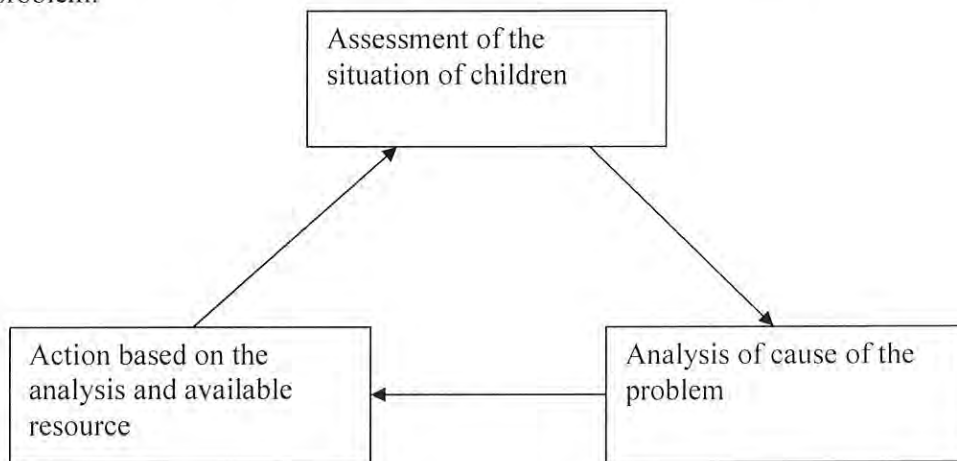 problem.
Assessment of the
situation of children
Analysis of cause of the
problem
Action based on the
analysis and available
resource